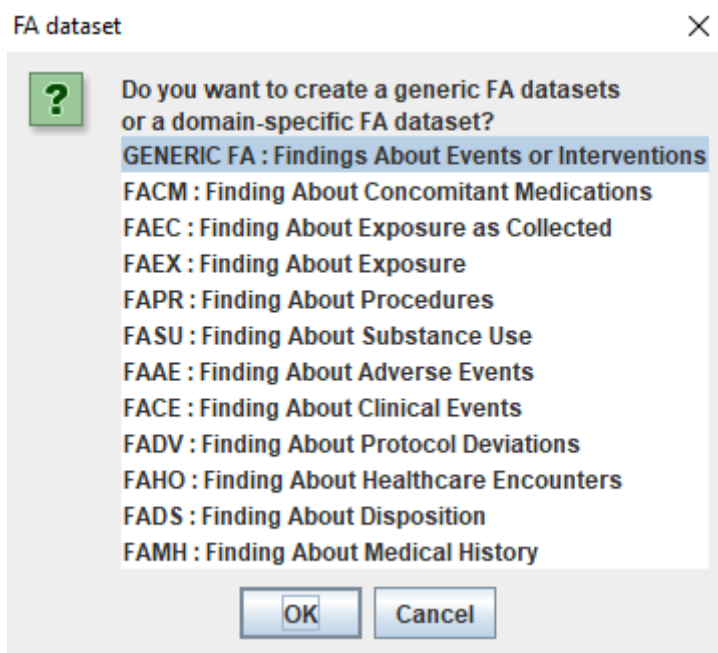 FA dataset
Do you want to create a generic FA datasets
or a domain-specific FA dataset?
GENERIC FA : Findings About Events or Interventions
FACM : Finding About Concomitant Medications
FAEC : Finding About Exposure as Collected
FAEX : Finding About Exposure
FAPR : Finding About Procedures
FASU : Finding About Substance Use
FAAE : Finding About Adverse Events
FACE : Finding About Clinical Events
FADV : Finding About Protocol Deviations
FAHO : Finding About Healthcare Encounters
FADS : Finding About Disposition
FAMH : Finding About Medical History
OK Cancel